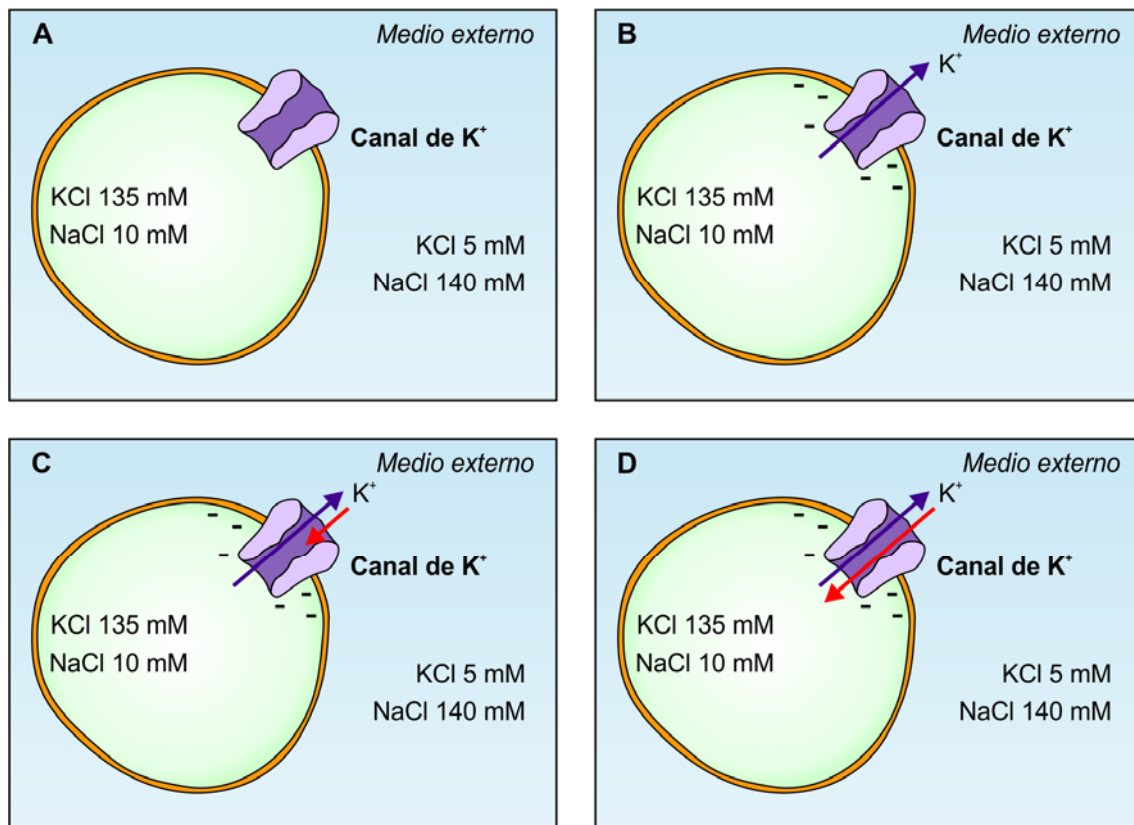 A
Medio externo
Canal de K⁺
KCl 135 mM
NaCl 10 mM
KCl 5 mM
NaCl 140 mM
B
Medio externo
K⁺
Canal de K⁺
KCl 135 mM
NaCl 10 mM
KCl 5 mM
NaCl 140 mM
C
Medio externo
K⁺
Canal de K⁺
KCl 135 mM
NaCl 10 mM
KCl 5 mM
NaCl 140 mM
D
Medio externo
K⁺
Canal de K⁺
KCl 135 mM
NaCl 10 mM
KCl 5 mM
NaCl 140 mM